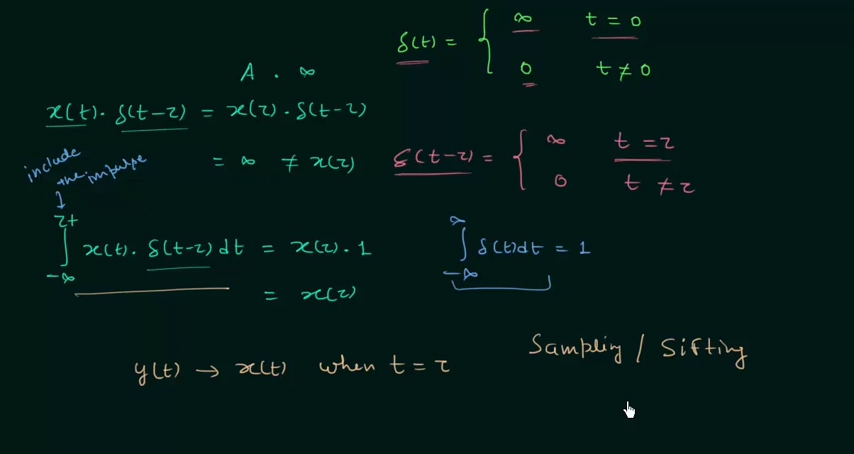 δ(t) = { ∞ t = 0
0 t ≠ 0
A . ∞
x(t) . δ(t-τ) = x(τ) . δ(t-τ)
= ∞ ≠ x(τ)
δ(t-τ) = { ∞ t = τ
0 t ≠ τ
include
the impulse
τ+
∫ x(t) . δ(t-τ) dt = x(τ) . 1
-∞
= x(τ)
∞
∫ δ(t)dt = 1
-∞
y(t) → x(t) when t = τ
Sampling / Sifting